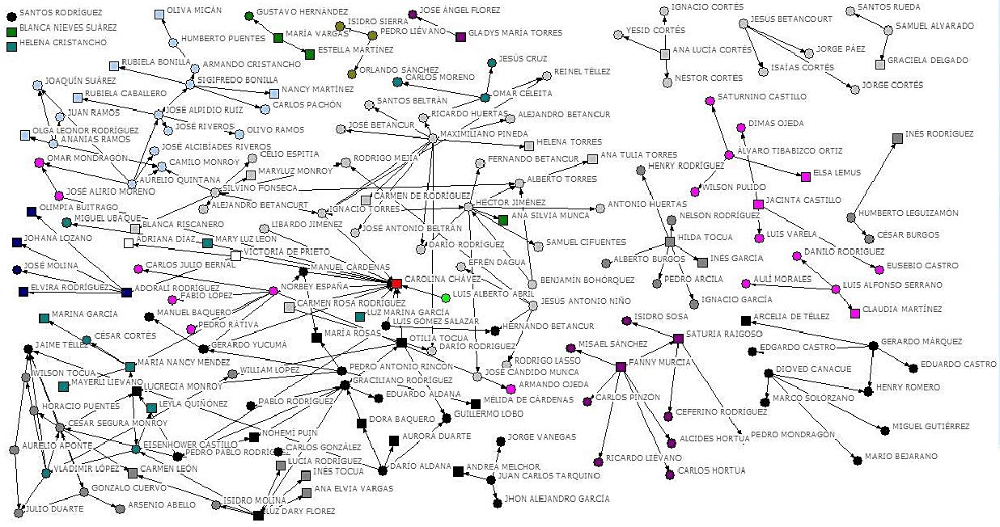 SANTOS RODRÍGUEZ
BLANCA NIEVES SUÁREZ
HELENA CRISTANCHO
OLIVA MICÁN
GUSTAVO HERNÁNDEZ
ISIDRO SIERRA
JOSÉ ÁNGEL FLOREZ
IGNACIO CORTÉS
JESÚS BETANCOURT
SANTOS RUEDA
HUMBERTO PUENTES
MARÍA VARGAS
PEDRO LIÉVANO
GLADYS MARÍA TORRES
YESID CORTÉS
SAMUEL ALVARADO
ESTELLA MARTÍNEZ
ANA LUCÍA CORTÉS
JORGE PÁEZ
RUBIELA BONILLA
ARMANDO CRISTANCHO
ORLANDO SÁNCHEZ
JESÚS CRUZ
ISAÍAS CORTÉS
GRACIELA DELGADO
JOAQUÍN SUÁREZ
SIGIFREDO BONILLA
CARLOS MORENO
REINEL TÉLLEZ
NÉSTOR CORTÉS
JORGE CORTÉS
RUBIELA CABALLERO
NANCY MARTÍNEZ
OMAR CELEITA
SATURNINO CASTILLO
JUAN RAMOS
JOSÉ ALPIDIO RUIZ
CARLOS PACHÓN
SANTOS BELTRÁN
RICARDO HUERTAS
ALEJANDRO BETANCUR
OLGA LEONOR RODRÍGUEZ
JOSÉ RIVEROS
OLIVO RAMOS
JOSÉ BETANCUR
MAXIMILIANO PINEDA
DIMAS OJEDA
INÉS RODRÍGUEZ
ANANIAS RAMOS
HELENA TORRES
OMAR MONDRAGÓN
JOSÉ ALCIBÍADES RIVEROS
CELIO ESPITIA
RODRIGO MEJIA
FERNANDO BETANCUR
ANA TULIA TORRES
ALVARO TIBABIZCO ORTIZ
CAMILO MONROY
MARYLUZ MONROY
HENRY RODRÍGUEZ
ELSA LEMUS
JOSÉ ALIRIO MORENO
AURELIO QUINTANA
SILVINO FONSECA
ALBERTO TORRES
WILSON PULIDO
OLIMPIA BUITRAGO
ALEJANDRO BETANCURT
CARMEN DE RODRÍGUEZ
HÉCTOR JIMÉNEZ
ANTONIO HUERTAS
JACINTA CASTILLO
MIGUEL UBAQUE
IGNACIO TORRES
ANA SILVIA MUNCA
NELSON RODRÍGUEZ
HUMBERTO LEGUIZAMÓN
BLANCA RISCANERO
LIBARDO JIMENEZ
JOSÉ ANTONIO BELTRÁN
HILDA TOCUA
LUIS VARELA
CÉSAR BURGOS
JOHANA LOZANO
ADRIANA DÍAZ
MARY LUZ LEÓN
DARÍO RODRÍGUEZ
SAMUEL CIFUENTES
VICTORIA DE PRIETO
DANILO RODRIGUEZ
JOSÉ MOLINA
CARLOS JULIO BERNAL
MANUEL CÁRDENAS
EFRÉN DAGUA
ALBERTO BURGOS
INÉS GARCÍA
EUSEBIO CASTRO
ELVIRA RODRÍGUEZ
ADORALÍ RODRÍGUEZ
NORBEY ESPAÑA
CAROLINA CHÁVEZ
BENJAMÍN BOHÓRQUEZ
PEDRO ARCILA
AULÍ MORALES
LUIS ALFONSO SERRANO
FABIO LÓPEZ
LUIS ALBERTO ABRIL
JESÚS ANTONIO NIÑO
IGNACIO GARCÍA
MARINA GARCÍA
MANUEL BAQUERO
CARMEN ROSA RODRÍGUEZ
LUZ MARINA GARCÍA
ISIDRO SOSA
ARCELIA DE TÉLLEZ
CLAUDIA MARTÍNEZ
PEDRO RATIVA
LUIS GOMEZ SALAZAR
HERNANDO BETANCUR
CÉSAR CORTÉS
MARÍA ROSAS
OTILIA TOCUA
SATURIA RAIGOSO
JAIME TÉLLEZ
GERARDO YUCUMÁ
DARÍO RODRIGUEZ
MISAEL SÁNCHEZ
EDGARDO CASTRO
GERARDO MÁRQUEZ
MARIA NANCY MENDEZ
RODRIGO LASSO
FANNY MURCIA
EDUARDO CASTRO
WILSON TOCUA
WILLIAM LOPEZ
PEDRO ANTONIO RINCON
JOSÉ CÁNDIDO MUNCA
DIOVED CANACUÉ
MAYERLI LIÉVANO
LUCRECIA MONROY
GRACILIANO RODRÍGUEZ
ARMANDO OJEDA
HENRY ROMERO
HORACIO PUENTES
LEYLA QUIÑÓNEZ
PABLO RODRÍGUEZ
EDUARDO ALDANA
MÉLIDA DE CÁRDENAS
CARLOS PINZÓN
MARCO SOLÓRZANO
CÉSAR SEGURA MONROY
DORA BAQUERO
GUILLERMO LOBO
CEFERINO RODRÍGUEZ
MIGUEL GUTIÉRREZ
AURELIO APONTE
EISENHOWER CASTILLO
NOHEMÍ PUIN
AURORA DUARTE
JORGE VANEGAS
ALCIDES HORTUA
PEDRO MONDRAGÓN
PEDRO PABLO RODRÍGUEZ
CARLOS GONZÁLEZ
MARIO BEJARANO
VLADIMIR LÓPEZ
CARMEN LEÓN
LUCÍA RODRÍGUEZ
INÉS TOCUA
DARÍO ALDANA
ANDREA MELCHOR
RICARDO LIÉVANO
CARLOS HORTUA
JUAN CARLOS TARQUINO
GONZALO CUERVO
ANA ELVIA VARGAS
JULIO DUARTE
ARSENIO ABELLO
ISIDRO MOLINA
JHON ALEJANDRO GARCÍA
LUZ DARY FLOREZ